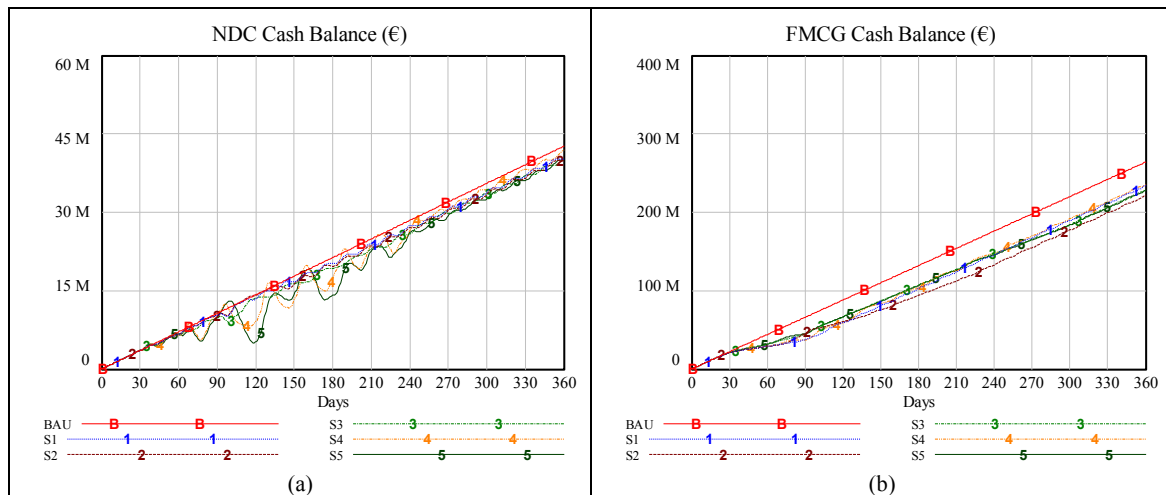 NDC Cash Balance (€)
60 M
45 M
30 M
15 M
0
0 30 60 90 120 150 180 210 240 270 300 330 360
Days
BAU B B
S1 1 1
S2 2 2
S3 3 3
S4 4 4
S5 5 5
(a)
FMCG Cash Balance (€)
400 M
300 M
200 M
100 M
0
0 30 60 90 120 150 180 210 240 270 300 330 360
Days
BAU B B
S1 1 1
S2 2 2
S3 3 3
S4 4 4
S5 5 5
(b)